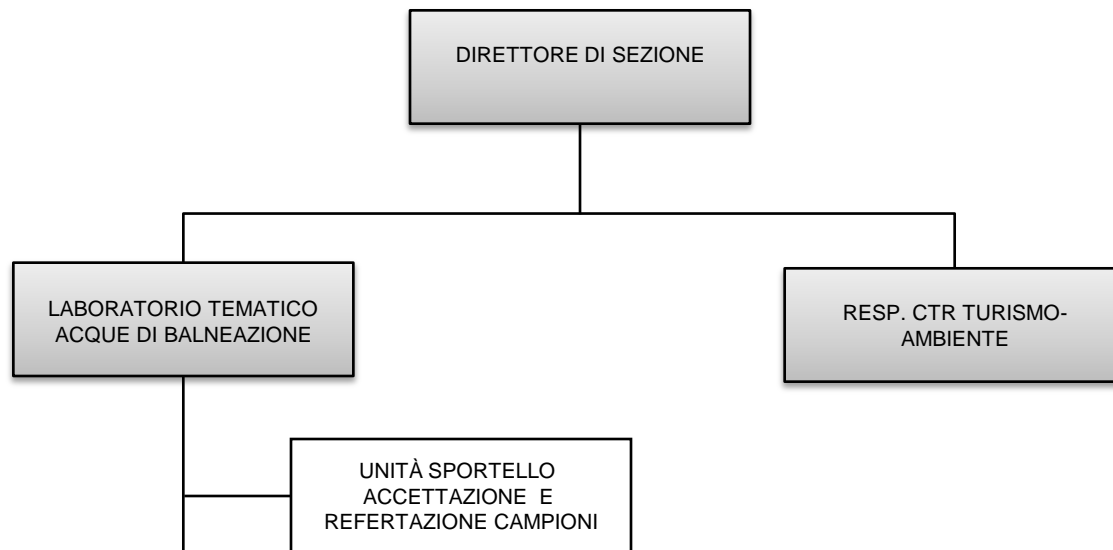 DIRETTORE DI SEZIONE
LABORATORIO TEMATICO
ACQUE DI BALNEAZIONE
RESP. CTR TURISMO-
AMBIENTE
UNITÀ SPORTELLO
ACCETTAZIONE E
REFERTAZIONE CAMPIONI